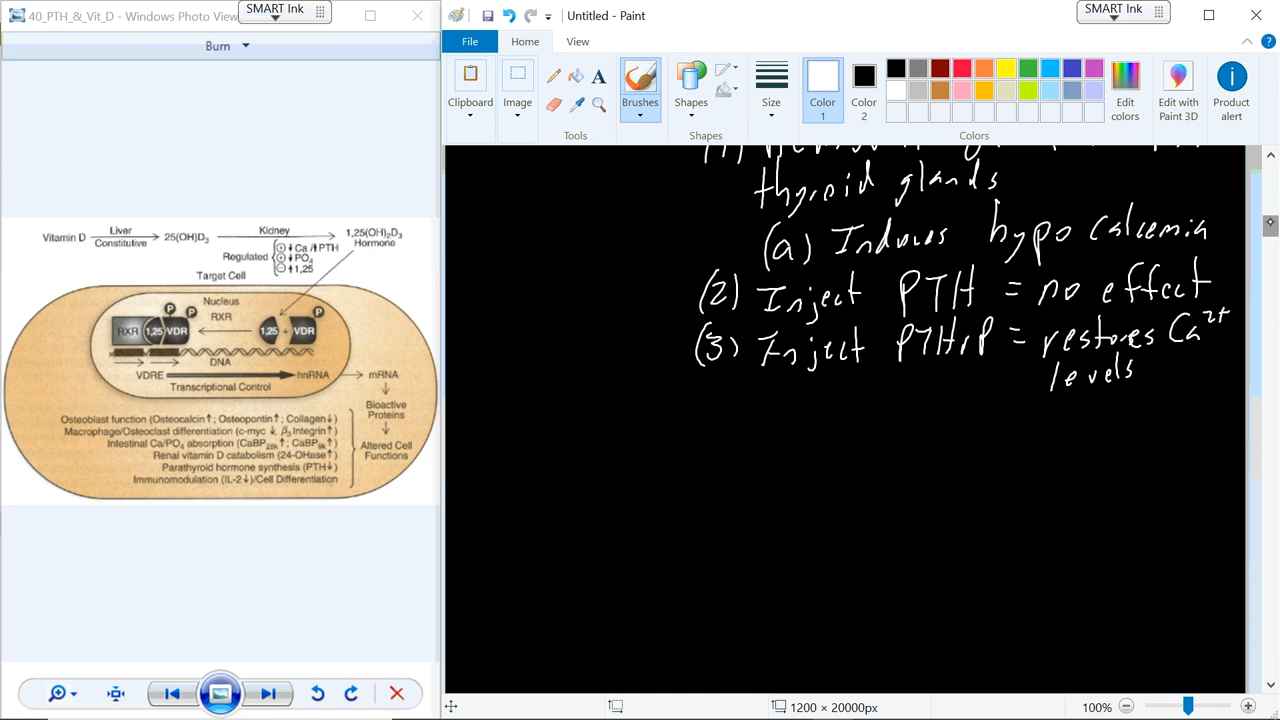 40_PTH_&_Vit_D - Windows Photo View
SMART Ink
Burn
Vitamin D
Liver
Constitutive
25(OH)D3
Kidney
Regulated
+ ↓ Ca/↑PTH
+ ↓ PO4
− ↑ 1,25
1,25(OH)2D3
Hormone
Target Cell
Nucleus
RXR
P
P
P
RXR
1,25
VDR
1,25 + VDR
DNA
VDRE
hnRNA
mRNA
Transcriptional Control
Bioactive
Proteins
Altered Cell
Functions
Osteoblast function (Osteocalcin↑; Osteopontin↑; Collagen↓)
Macrophage/Osteoclast differentiation (c-myc ↓ β3 Integrin↑)
Intestinal Ca/PO4 absorption (CaBP28k↑; CaBP9k↑)
Renal vitamin D catabolism (24-OHase↑)
Parathyroid hormone synthesis (PTH↓)
Immunomodulation (IL-2↓)/Cell Differentiation
Untitled - Paint
SMART Ink
File
Home
View
Clipboard
Image
Tools
Brushes
Shapes
Shapes
Size
Color
1
Color
2
Colors
Edit
colors
Edit with
Paint 3D
Product
alert
thyroid glands
(a) Induces hypocalcemia
(2) Inject PTH = no effect
(3) Inject PTHrP = restores Ca2+
levels
1200 × 20000px
100%